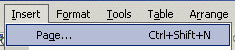 Insert Format Tools Table Arrange
Page... Ctrl+Shift+N